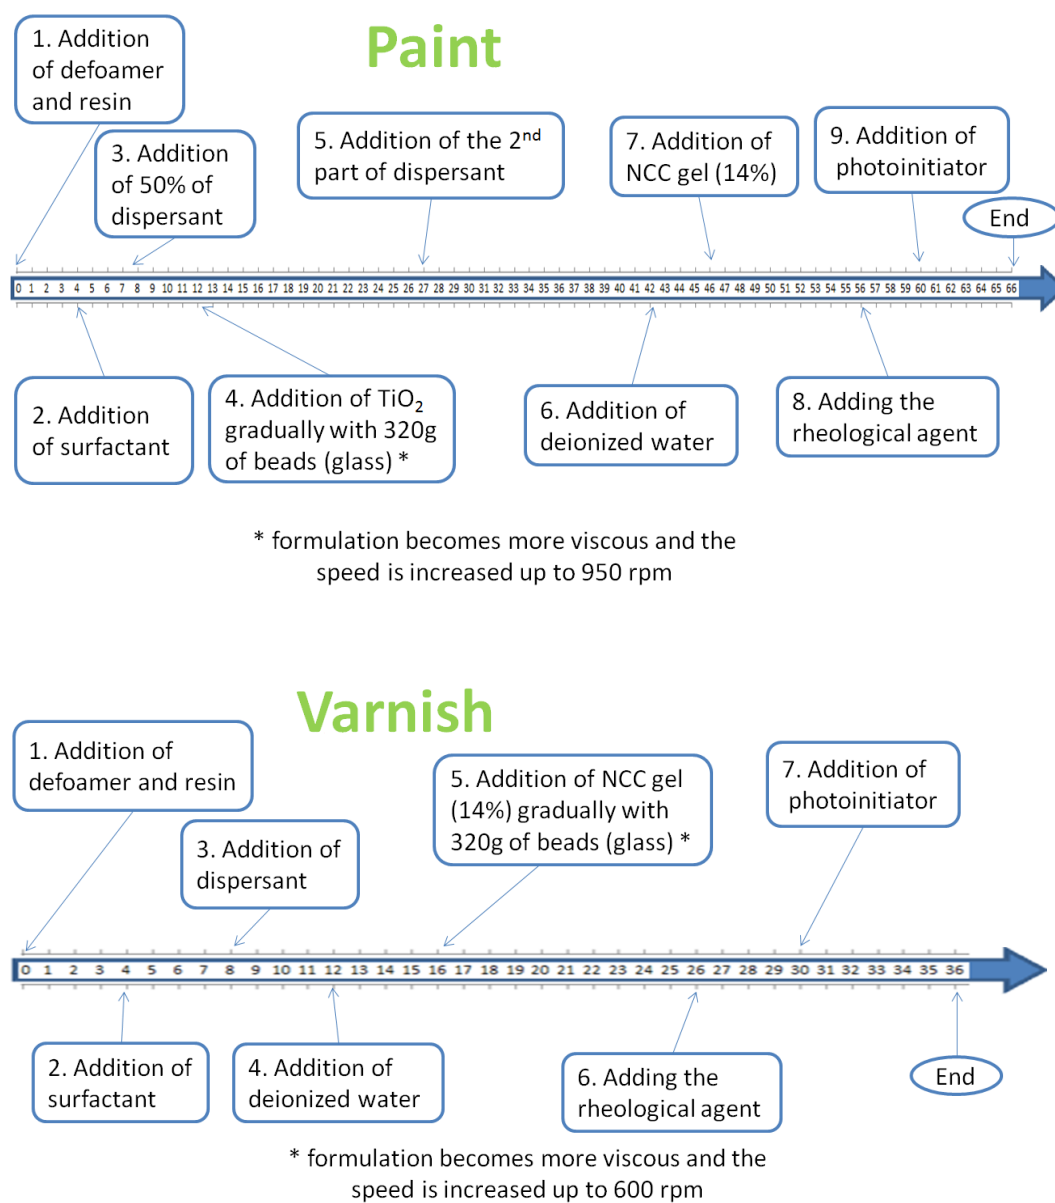 Paint
1. Addition
of defoamer
and resin
3. Addition
of 50% of
dispersant
5. Addition of the 2nd
part of dispersant
7. Addition of
NCC gel (14%)
9. Addition of
photoinitiator
End
0 1 2 3 4 5 6 7 8 9 10 11 12 13 14 15 16 17 18 19 20 21 22 23 24 25 26 27 28 29 30 31 32 33 34 35 36 37 38 39 40 41 42 43 44 45 46 47 48 49 50 51 52 53 54 55 56 57 58 59 60 61 62 63 64 65 66
2. Addition
of surfactant
4. Addition of TiO2
gradually with 320g
of beads (glass) *
6. Addition of
deionized water
8. Adding the
rheological agent
* formulation becomes more viscous and the
speed is increased up to 950 rpm
Varnish
1. Addition of
defoamer and resin
3. Addition of
dispersant
5. Addition of NCC gel
(14%) gradually with
320g of beads (glass) *
7. Addition of
photoinitiator
0 1 2 3 4 5 6 7 8 9 10 11 12 13 14 15 16 17 18 19 20 21 22 23 24 25 26 27 28 29 30 31 32 33 34 35 36
2. Addition of
surfactant
4. Addition of
deionized water
6. Adding the
rheological agent
End
* formulation becomes more viscous and the
speed is increased up to 600 rpm